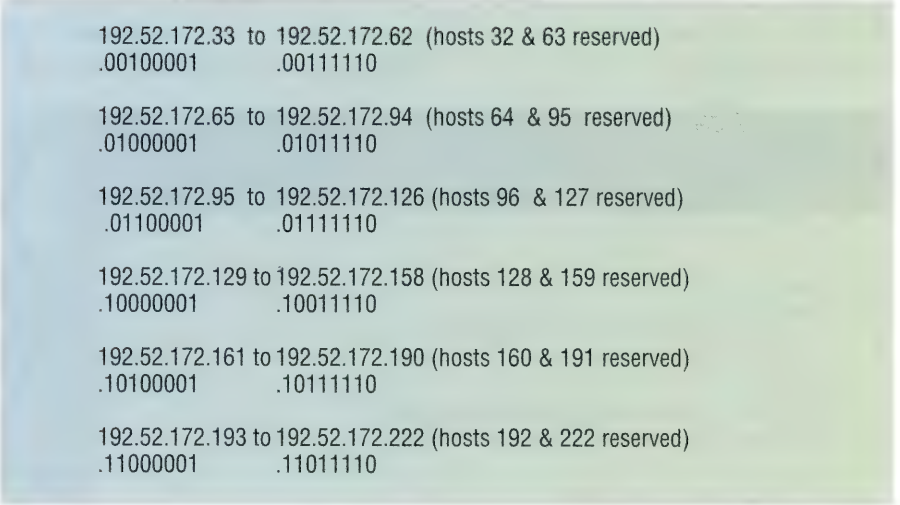 192.52.172.33 to 192.52.172.62 (hosts 32 & 63 reserved)
.00100001 .00111110
192.52.172.65 to 192.52.172.94 (hosts 64 & 95 reserved)
.01000001 .01011110
192.52.172.95 to 192.52.172.126 (hosts 96 & 127 reserved)
.01100001 .01111110
192.52.172.129 to 192.52.172.158 (hosts 128 & 159 reserved)
.10000001 .10011110
192.52.172.161 to 192.52.172.190 (hosts 160 & 191 reserved)
.10100001 .10111110
192.52.172.193 to 192.52.172.222 (hosts 192 & 222 reserved)
.11000001 .11011110